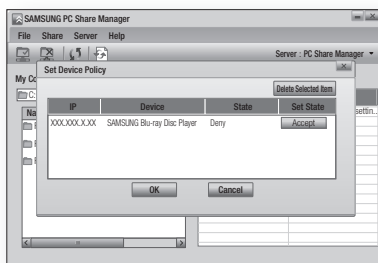 SAMSUNG PC Share Manager
File Share Server Help
Server : PC Share Manager
Set Device Policy
My Co
Delete Selected Item
C:
IP Device State Set State
Na
settin..
XXX.XXX.X.XX SAMSUNG Blu-ray Disc Player Deny Accept
OK Cancel